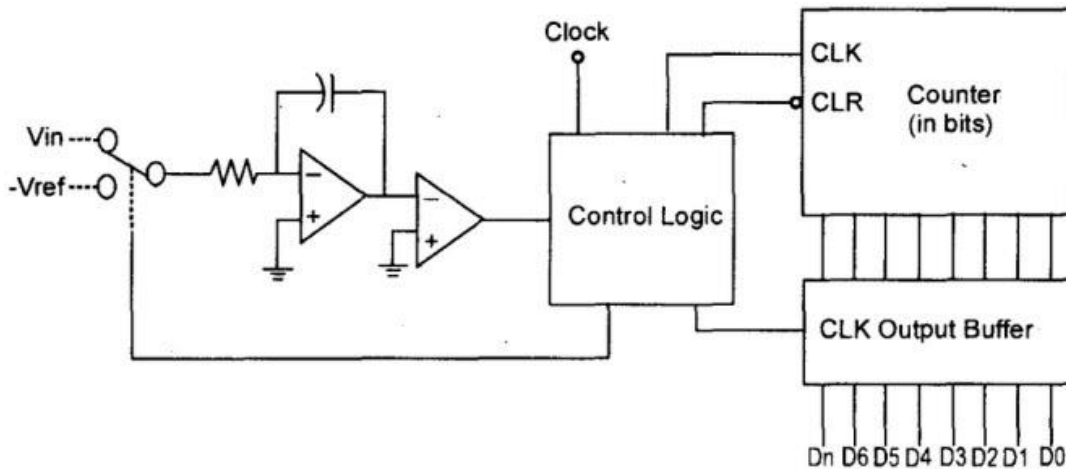 Clock
CLK
CLR
Counter
(in bits)
Vin
-Vref
−
+
−
+
Control Logic
CLK Output Buffer
Dn D6 D5 D4 D3 D2 D1 D0